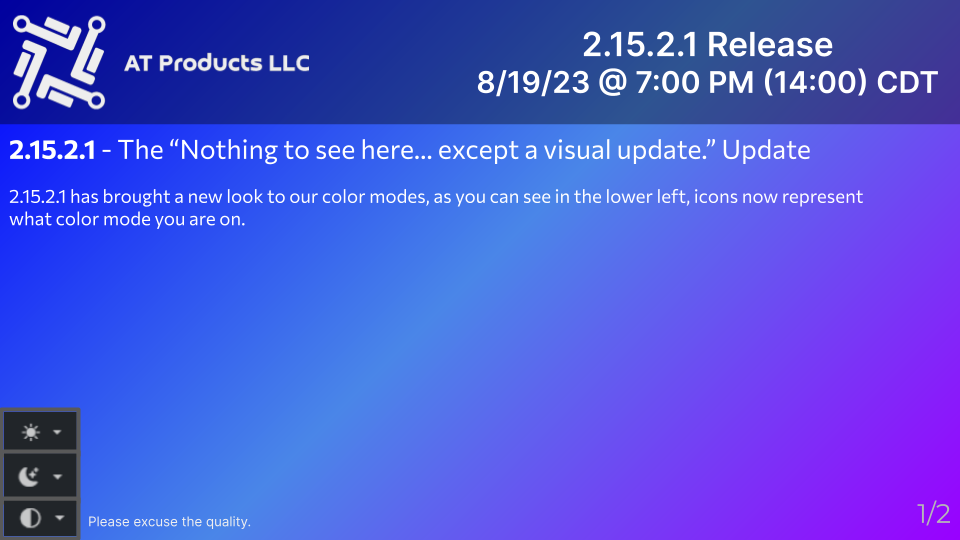 AT Products LLC
2.15.2.1 Release
8/19/23 @ 7:00 PM (14:00) CDT
2.15.2.1 - The “Nothing to see here... except a visual update.” Update
2.15.2.1 has brought a new look to our color modes, as you can see in the lower left, icons now represent
what color mode you are on.
Please excuse the quality.
1/2